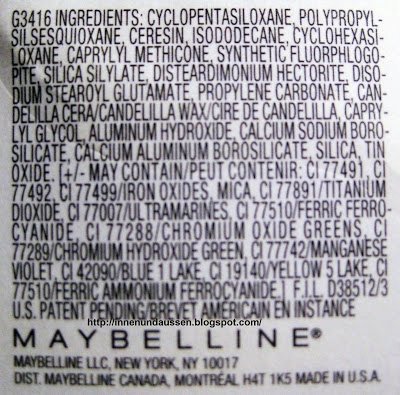 G3416 INGREDIENTS: CYCLOPENTASILOXANE, POLYPROPYL-
SILSESQUIOXANE, CERESIN, ISODODECANE, CYCLOHEXASI-
LOXANE, CAPRYLYL METHICONE, SYNTHETIC FLUORPHLOGO-
PITE, SILICA SILYLATE, DISTEARDIMONIUM HECTORITE, DISO-
DIUM STEAROYL GLUTAMATE, PROPYLENE CARBONATE, CAN-
DELILLA CERA/CANDELILLA WAX/CIRE DE CANDELILLA, CAPRY-
LYL GLYCOL, ALUMINUM HYDROXIDE, CALCIUM SODIUM BORO-
SILICATE, CALCIUM ALUMINUM BOROSILICATE, SILICA, TIN
OXIDE. [+/- MAY CONTAIN/PEUT CONTENIR: CI 77491, CI
77492, CI 77499/IRON OXIDES, MICA, CI 77891/TITANIUM
DIOXIDE, CI 77007/ULTRAMARINES, CI 77510/FERRIC FERRO-
CYANIDE, CI 77288/CHROMIUM OXIDE GREENS, CI
77289/CHROMIUM HYDROXIDE GREEN, CI 77742/MANGANESE
VIOLET, CI 42090/BLUE 1 LAKE, CI 19140/YELLOW 5 LAKE, CI
77510/FERRIC AMMONIUM FERROCYANIDE.] F.I.L. D38512/3
U.S. PATENT PENDING/BREVET AMÉRICAIN EN INSTANCE
http://innenundaussen.blogspot.com/
MAYBELLINE®
MAYBELLINE LLC, NEW YORK, NY 10017
DIST. MAYBELLINE CANADA, MONTRÉAL H4T 1K5 MADE IN U.S.A.